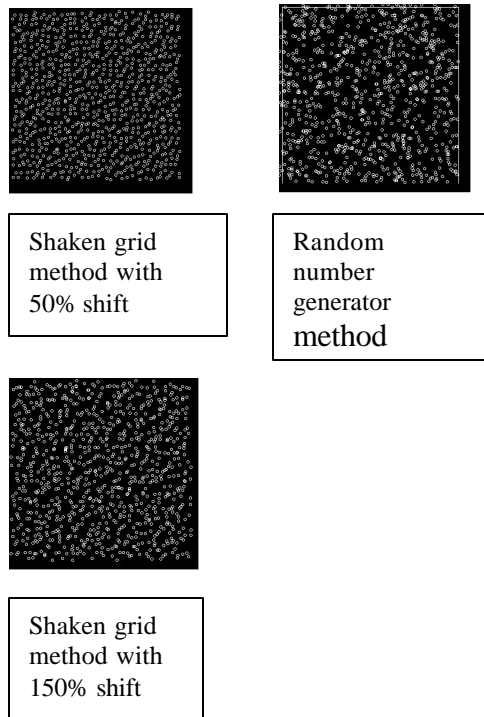 Shaken grid
method with
50% shift
Random
number
generator
method
Shaken grid
method with
150% shift